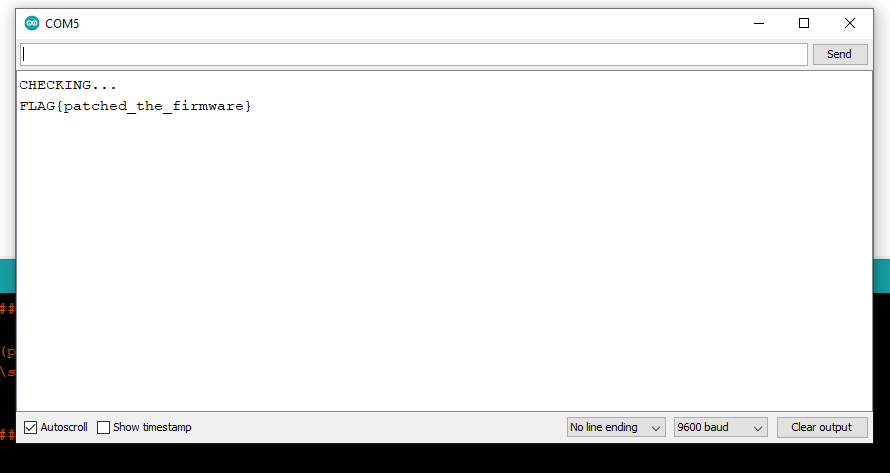 COM5
Send
CHECKING...
FLAG{patched_the_firmware}
##
(p
\s
##
Autoscroll Show timestamp No line ending 9600 baud Clear output